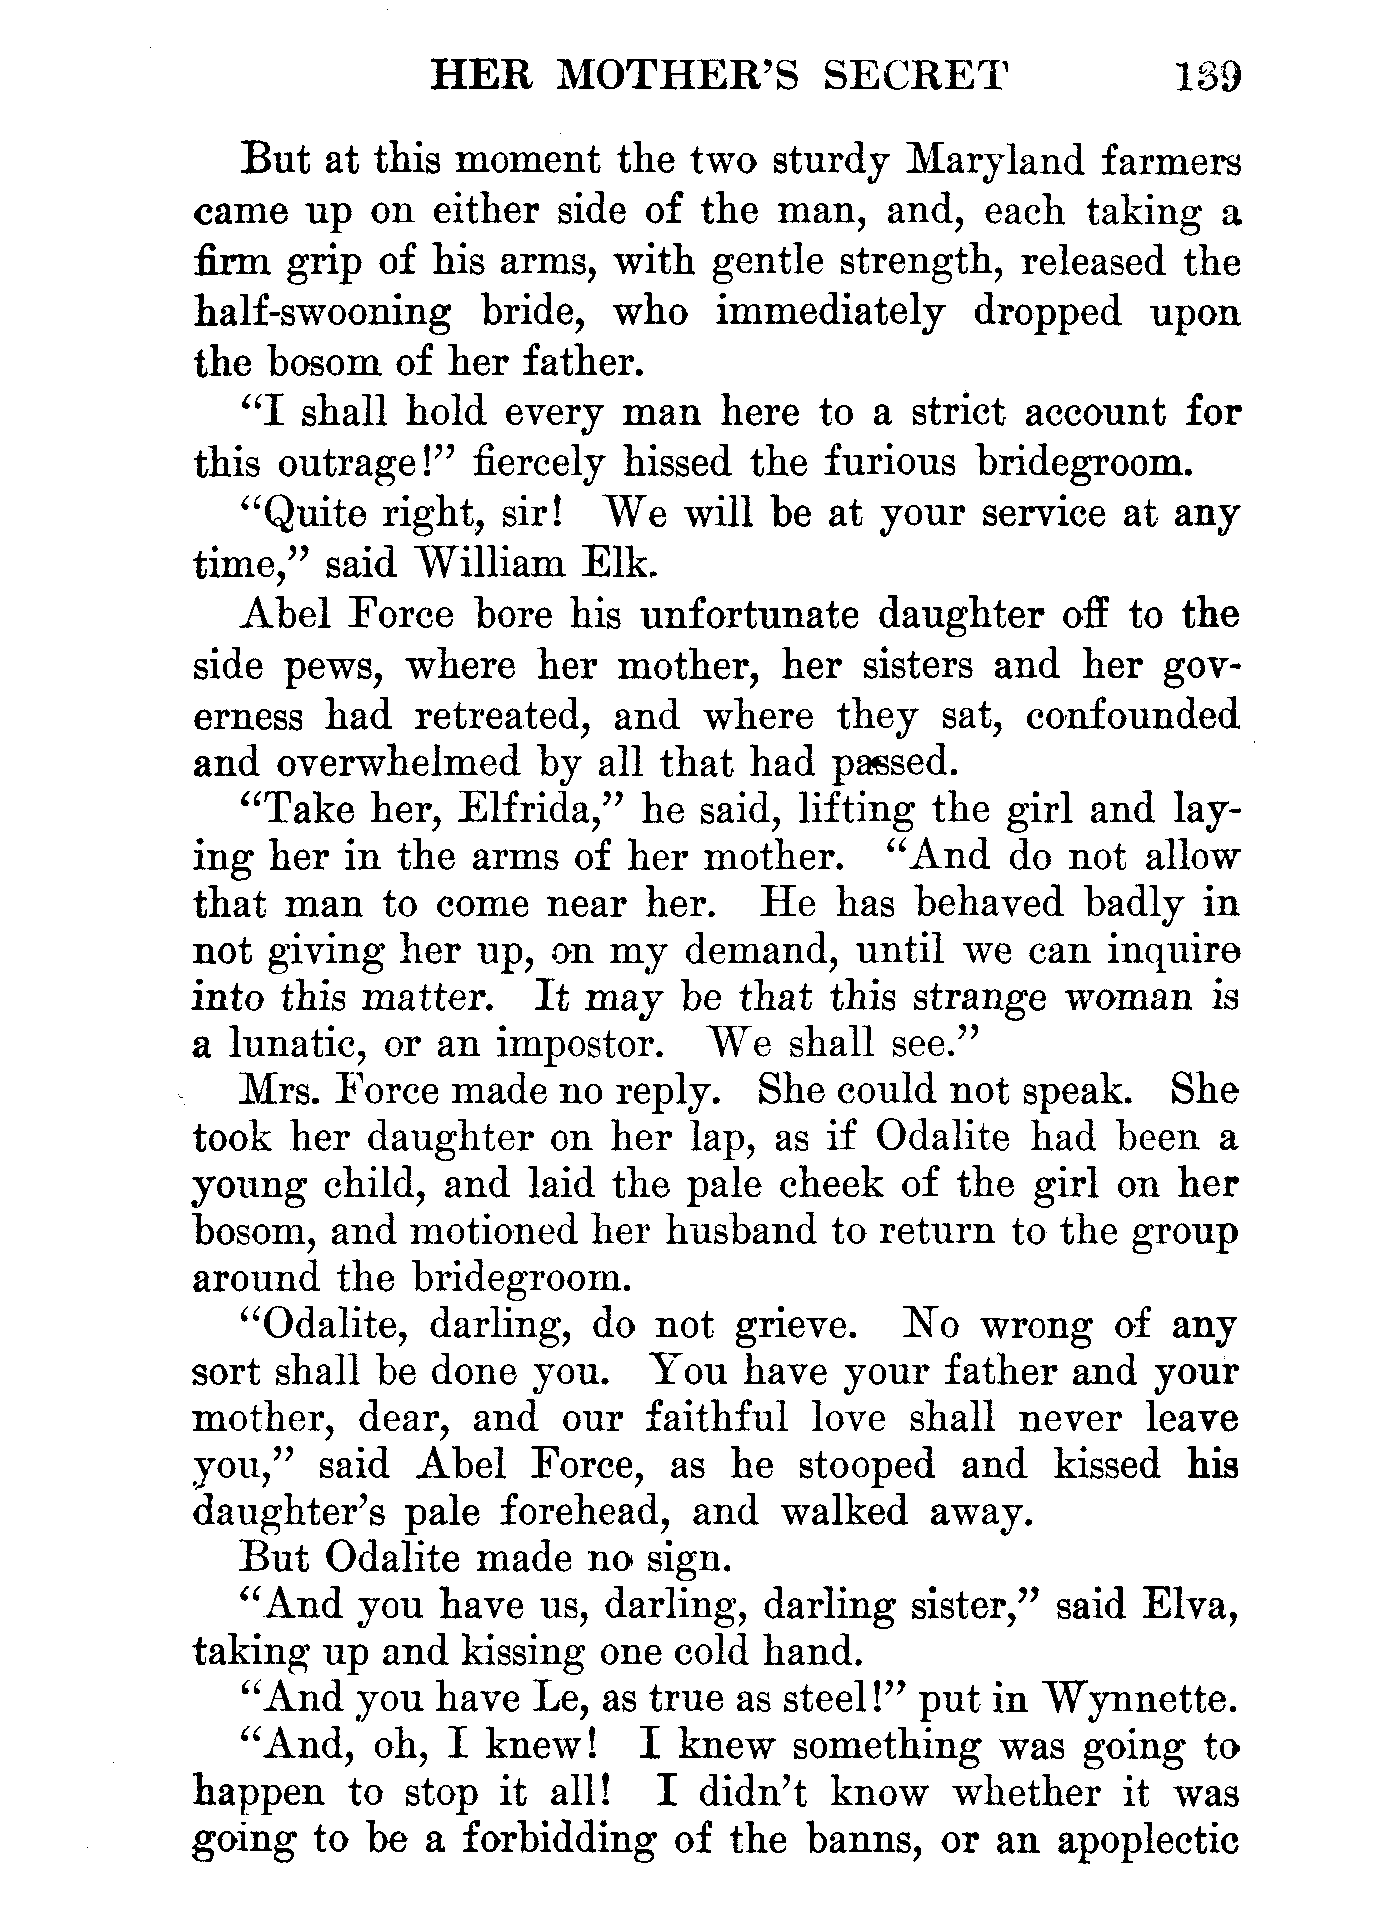 HER MOTHER'S SECRET 139
But at this moment the two sturdy Maryland farmers
came up on either side of the man, and, each taking a
firm grip of his arms, with gentle strength, released the
half-swooning bride, who immediately dropped upon
the bosom of her father.
"I shall hold every man here to a strict account for
this outrage!" fiercely hissed the furious bridegroom.
"Quite right, sir! We will be at your service at any
time," said William Elk.
Abel Force bore his unfortunate daughter off to the
side pews, where her mother, her sisters and her gov-
erness had retreated, and where they sat, confounded
and overwhelmed by all that had passed.
"Take her, Elfrida," he said, lifting the girl and lay-
ing her in the arms of her mother. "And do not allow
that man to come near her. He has behaved badly in
not giving her up, on my demand, until we can inquire
into this matter. It may be that this strange woman is
a lunatic, or an impostor. We shall see."
Mrs. Force made no reply. She could not speak. She
took her daughter on her lap, as if Odalite had been a
young child, and laid the pale cheek of the girl on her
bosom, and motioned her husband to return to the group
around the bridegroom.
"Odalite, darling, do not grieve. No wrong of any
sort shall be done you. You have your father and your
mother, dear, and our faithful love shall never leave
you," said Abel Force, as he stooped and kissed his
daughter's pale forehead, and walked away.
But Odalite made no sign.
"And you have us, darling, darling sister," said Elva,
taking up and kissing one cold hand.
"And you have Le, as true as steel!" put in Wynnette.
"And, oh, I knew! I knew something was going to
happen to stop it all! I didn't know whether it was
going to be a forbidding of the banns, or an apoplectic